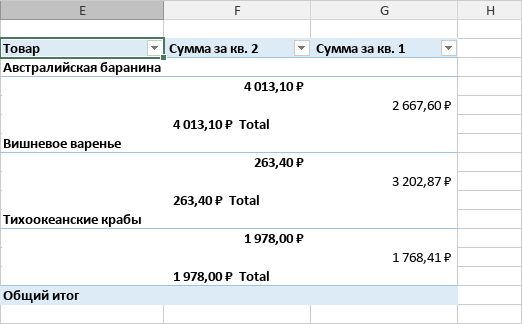 E F G H
Товар Сумма за кв. 2 Сумма за кв. 1
Австралийская баранина
4 013,10 ₽
2 667,60 ₽
4 013,10 ₽ Total
Вишневое варенье
263,40 ₽
3 202,87 ₽
263,40 ₽ Total
Тихоокеанские крабы
1 978,00 ₽
1 768,41 ₽
1 978,00 ₽ Total
Общий итог